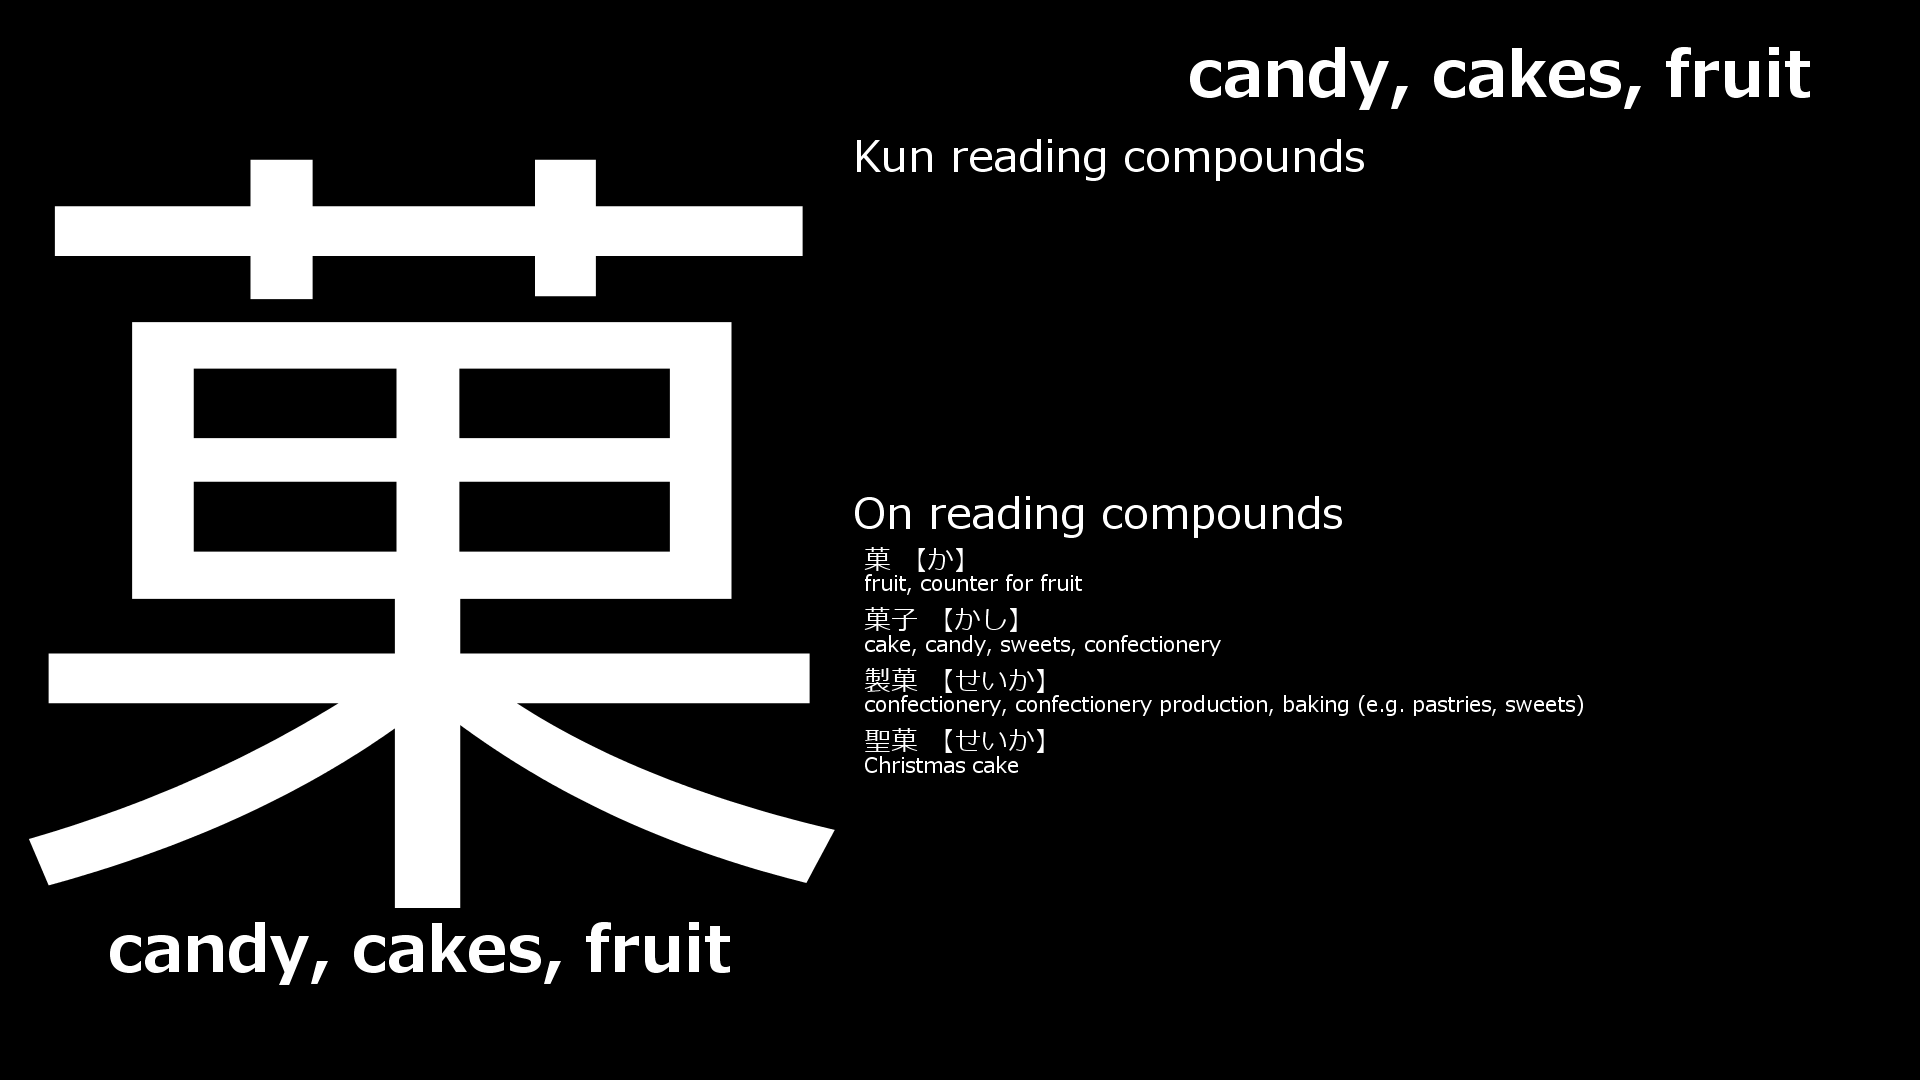 candy, cakes, fruit
菓
candy, cakes, fruit
Kun reading compounds
On reading compounds
菓 【か】
fruit, counter for fruit
菓子 【かし】
cake, candy, sweets, confectionery
製菓 【せいか】
confectionery, confectionery production, baking (e.g. pastries, sweets)
聖菓 【せいか】
Christmas cake